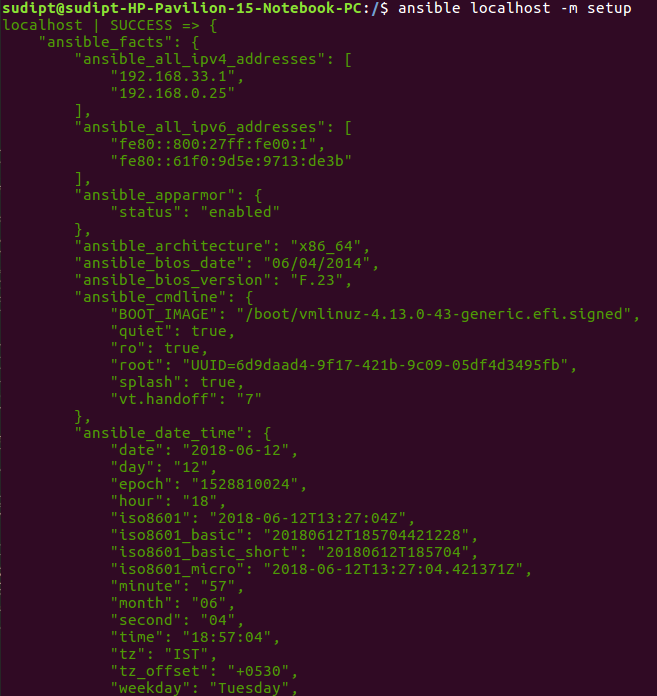 sudipt@sudipt-HP-Pavilion-15-Notebook-PC:/$ ansible localhost -m setup
localhost | SUCCESS => {
    "ansible_facts": {
        "ansible_all_ipv4_addresses": [
            "192.168.33.1",
            "192.168.0.25"
        ],
        "ansible_all_ipv6_addresses": [
            "fe80::800:27ff:fe00:1",
            "fe80::61f0:9d5e:9713:de3b"
        ],
        "ansible_apparmor": {
            "status": "enabled"
        },
        "ansible_architecture": "x86_64",
        "ansible_bios_date": "06/04/2014",
        "ansible_bios_version": "F.23",
        "ansible_cmdline": {
            "BOOT_IMAGE": "/boot/vmlinuz-4.13.0-43-generic.efi.signed",
            "quiet": true,
            "ro": true,
            "root": "UUID=6d9daad4-9f17-421b-9c09-05df4d3495fb",
            "splash": true,
            "vt.handoff": "7"
        },
        "ansible_date_time": {
            "date": "2018-06-12",
            "day": "12",
            "epoch": "1528810024",
            "hour": "18",
            "iso8601": "2018-06-12T13:27:04Z",
            "iso8601_basic": "20180612T185704421228",
            "iso8601_basic_short": "20180612T185704",
            "iso8601_micro": "2018-06-12T13:27:04.421371Z",
            "minute": "57",
            "month": "06",
            "second": "04",
            "time": "18:57:04",
            "tz": "IST",
            "tz_offset": "+0530",
            "weekday": "Tuesday",